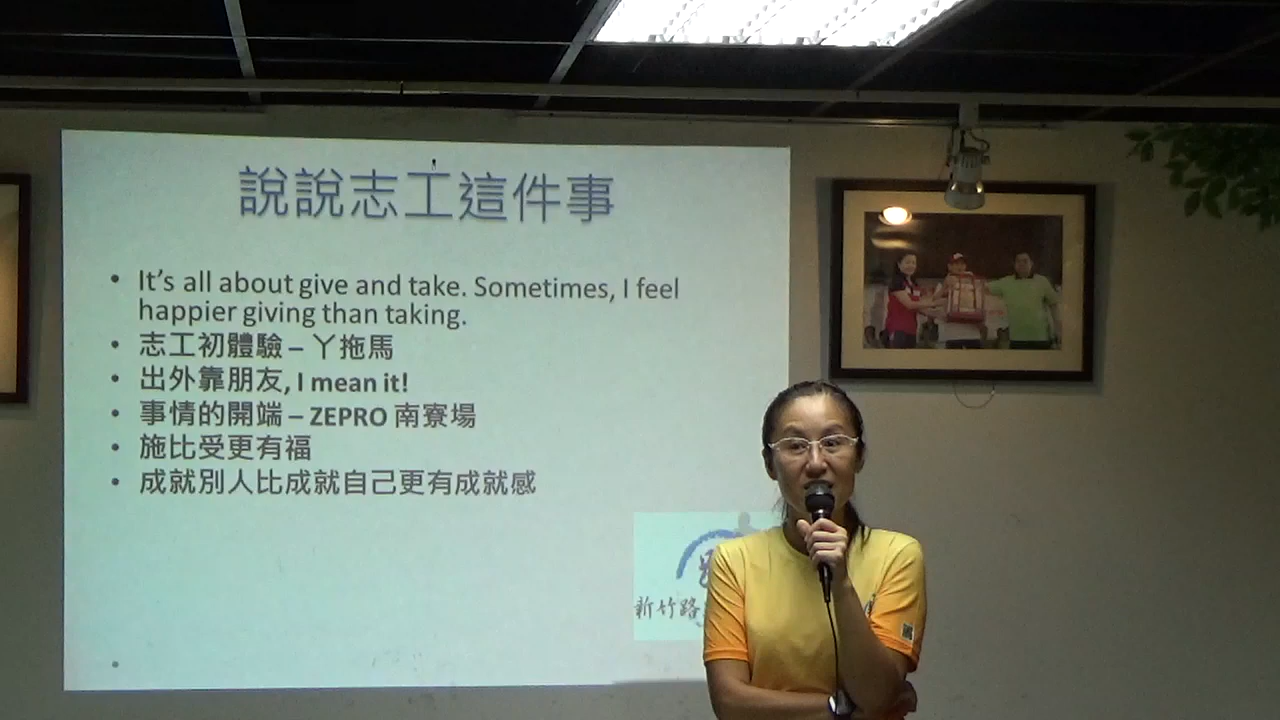 說說志工這件事
• It's all about give and take. Sometimes, I feel
happier giving than taking.
• 志工初體驗 – ㄚ拖馬
• 出外靠朋友, I mean it!
• 事情的開端 – ZEPRO 南寮場
• 施比受更有福
• 成就別人比成就自己更有成就感
新竹路